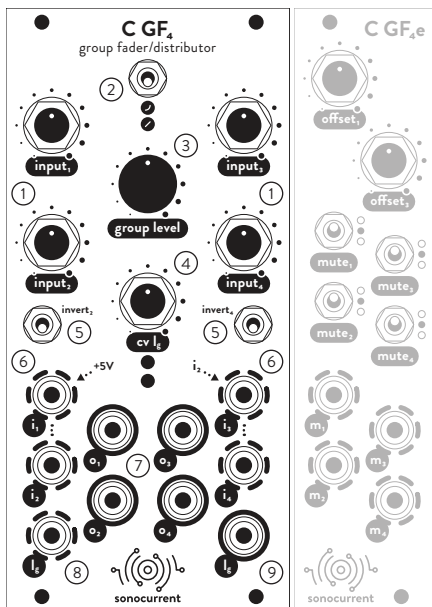 C GF4
group fader/distributor
2
input1
input3
3
1
1
group level
input2
input4
4
invert2
invert4
5
5
cv lg
6
6
+5V
i2
i1
i3
o1
o3
7
i2
i4
o2
o4
lg
lg
8
9
sonocurrent
C GF4e
offset1
offset3
mute1
mute3
mute2
mute4
m1
m3
m2
m4
sonocurrent